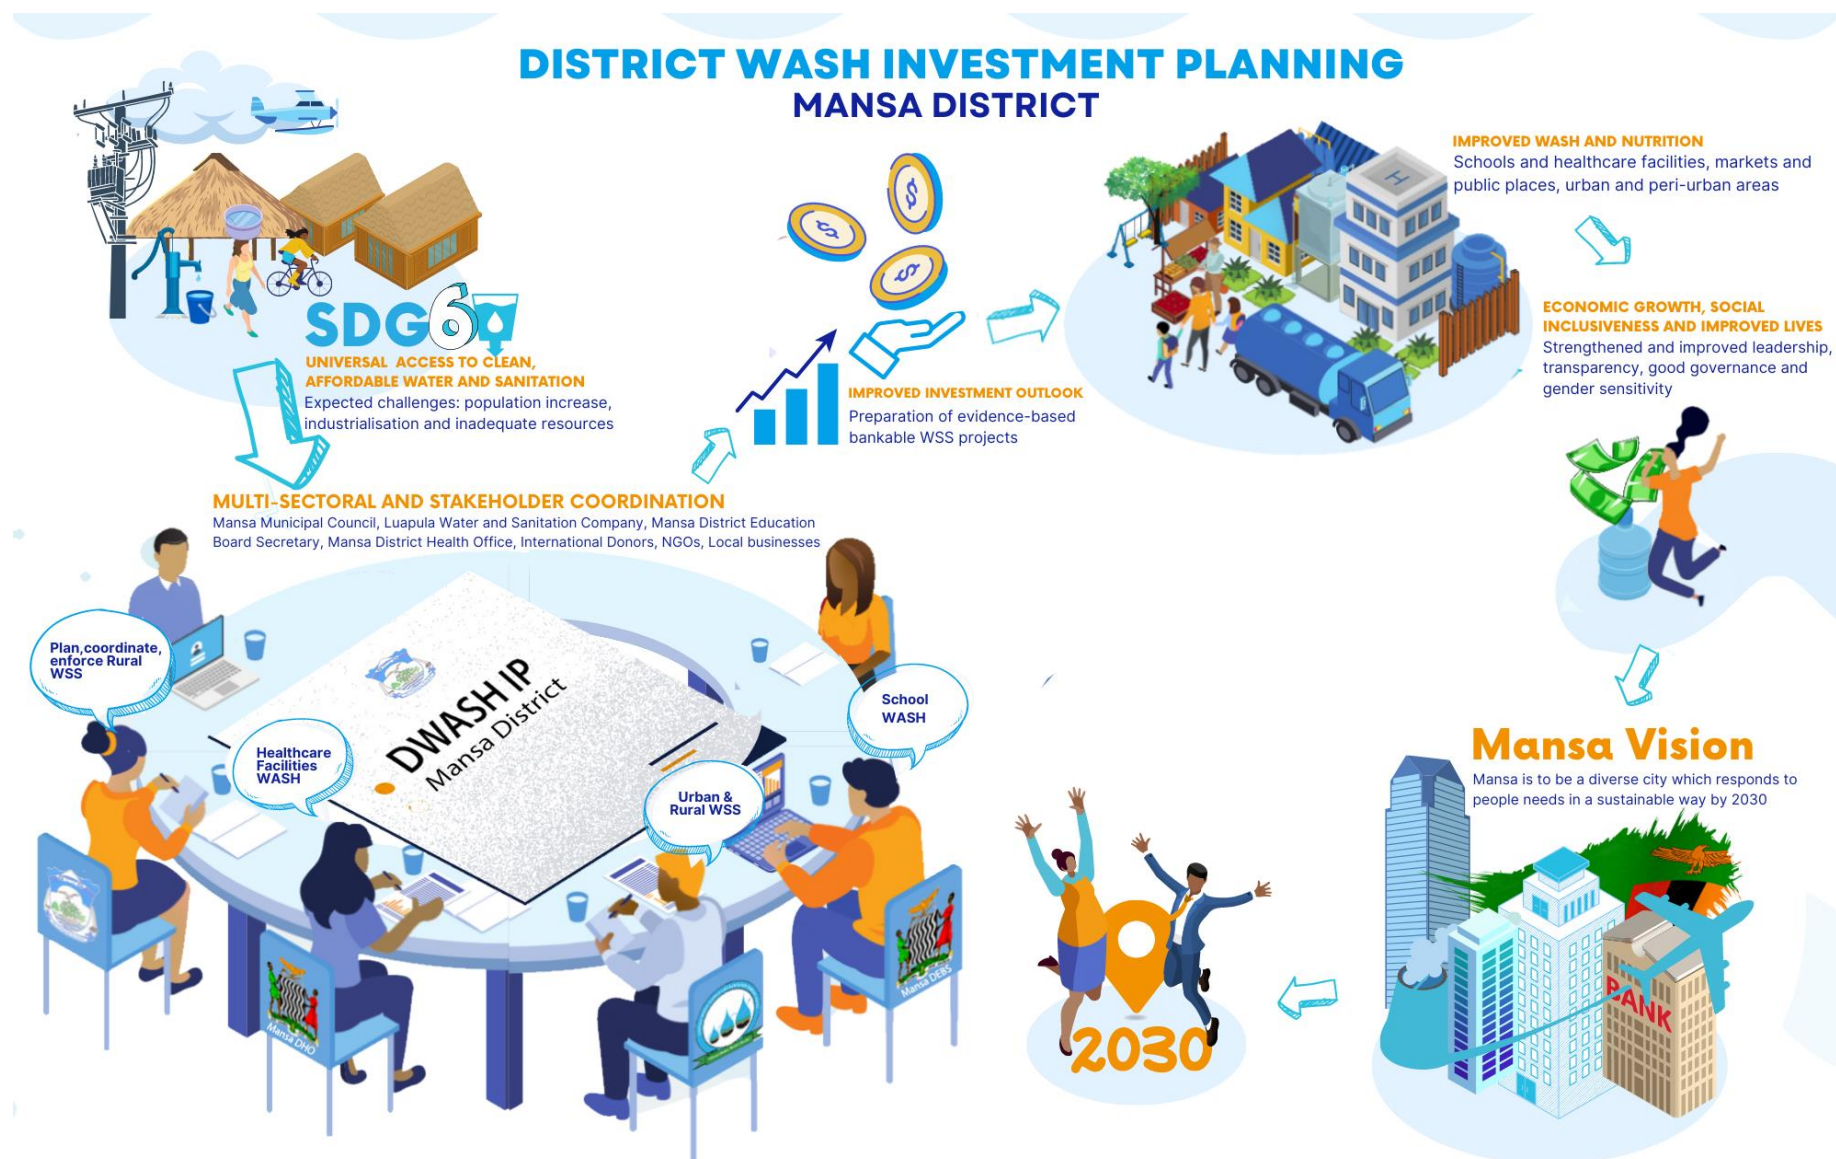 DISTRICT WASH INVESTMENT PLANNING
MANSA DISTRICT
SDG6
UNIVERSAL ACCESS TO CLEAN,
AFFORDABLE WATER AND SANITATION
Expected challenges: population increase,
industrialisation and inadequate resources
MULTI-SECTORAL AND STAKEHOLDER COORDINATION
Mansa Municipal Council, Luapula Water and Sanitation Company, Mansa District Education
Board Secretary, Mansa District Health Office, International Donors, NGOs, Local businesses
Plan,coordinate,
enforce Rural
WSS
Healthcare
Facilities
WASH
DWASH IP
Mansa District
Urban &
Rural WSS
School
WASH
Mansa DHO
Mansa DEBS
$
$
$
IMPROVED INVESTMENT OUTLOOK
Preparation of evidence-based
bankable WSS projects
H
IMPROVED WASH AND NUTRITION
Schools and healthcare facilities, markets and
public places, urban and peri-urban areas
ECONOMIC GROWTH, SOCIAL
INCLUSIVENESS AND IMPROVED LIVES
Strengthened and improved leadership,
transparency, good governance and
gender sensitivity
Mansa Vision
Mansa is to be a diverse city which responds to
people needs in a sustainable way by 2030
BANK
2030